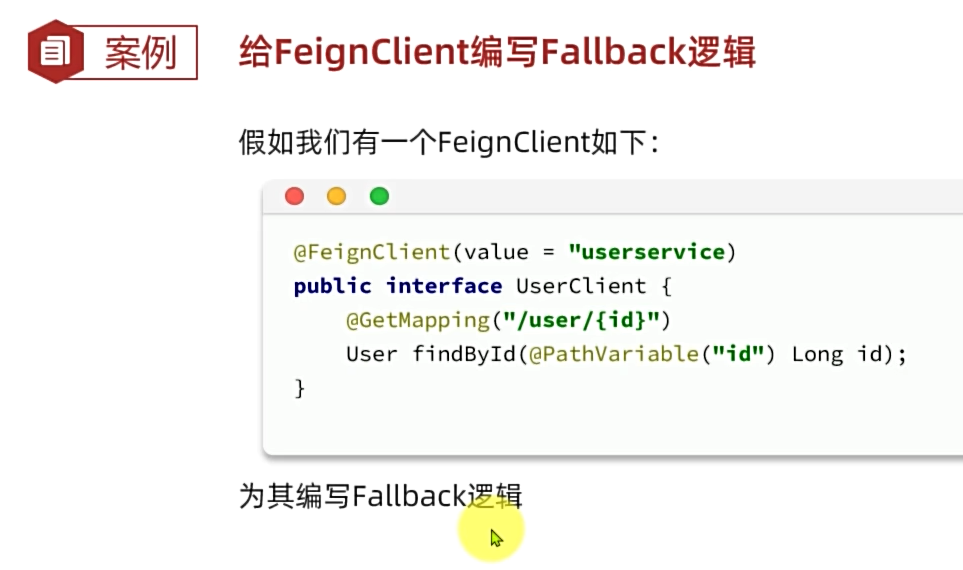 案例
给FeignClient编写Fallback逻辑
假如我们有一个FeignClient如下：
@FeignClient(value = "userservice)
public interface UserClient {
    @GetMapping("/user/{id}")
    User findById(@PathVariable("id") Long id);
}
为其编写Fallback逻辑